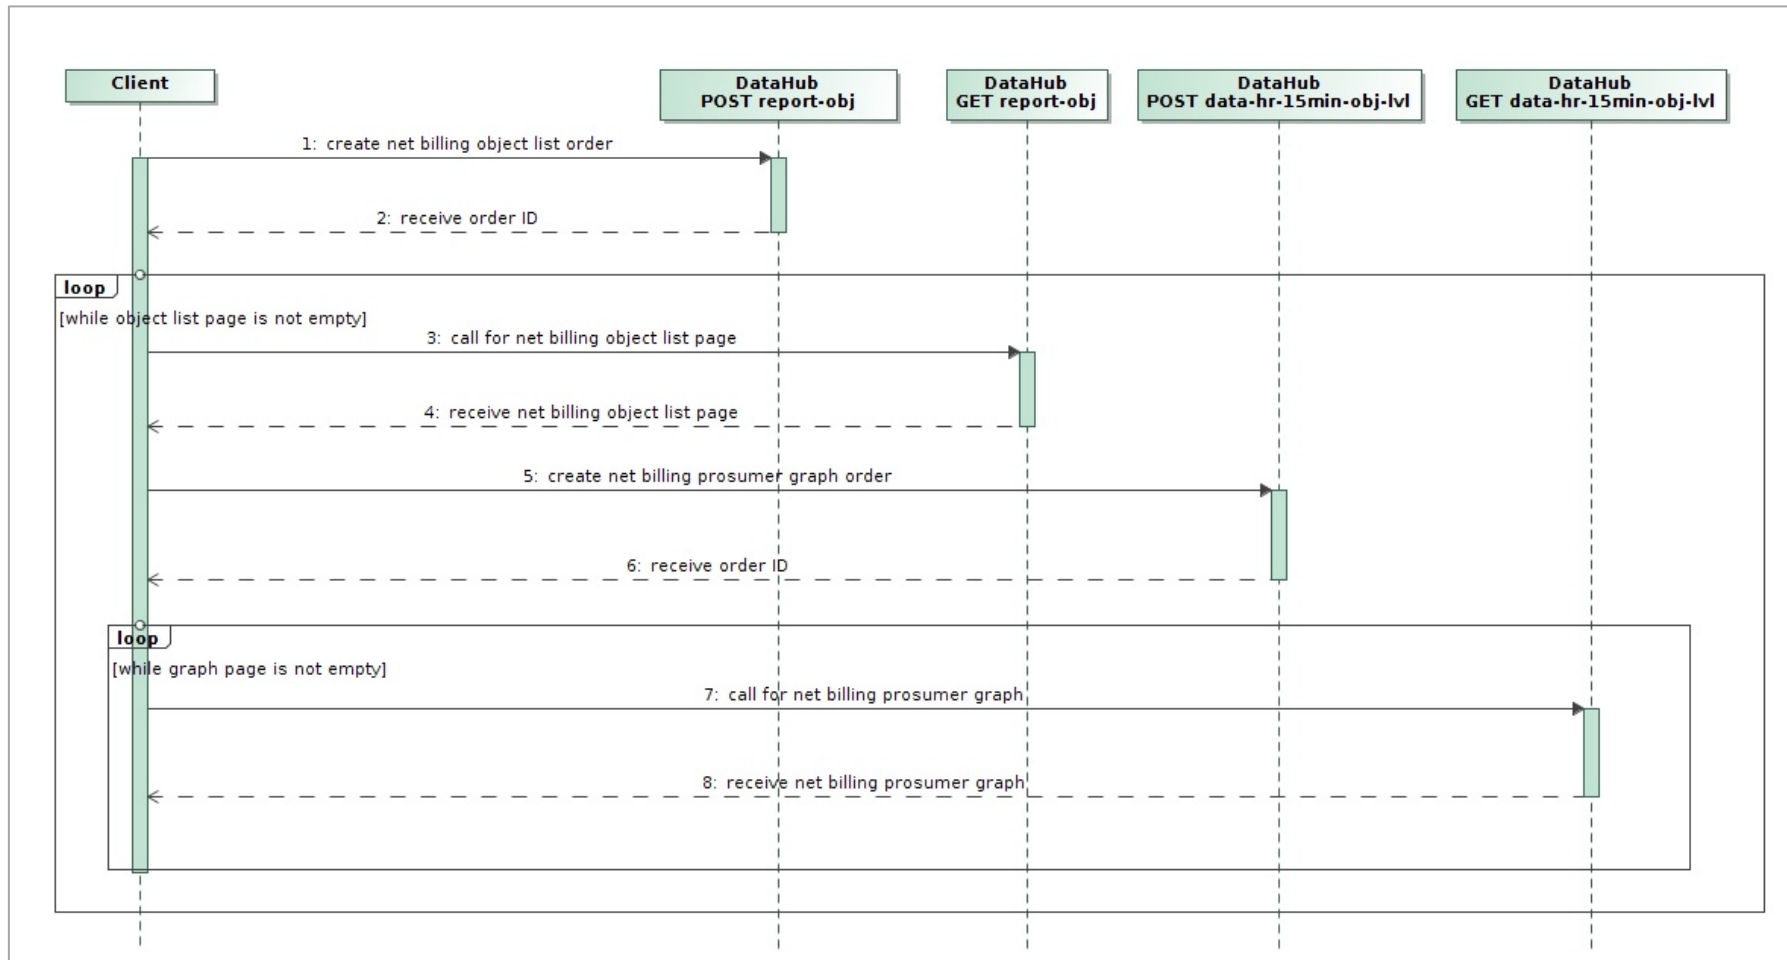 Client
DataHub
POST report-obj
DataHub
GET report-obj
DataHub
POST data-hr-15min-obj-lvl
DataHub
GET data-hr-15min-obj-lvl
1: create net billing object list order
2: receive order ID
loop
[while object list page is not empty]
3: call for net billing object list page
4: receive net billing object list page
5: create net billing prosumer graph order
6: receive order ID
loop
[while graph page is not empty]
7: call for net billing prosumer graph
8: receive net billing prosumer graph